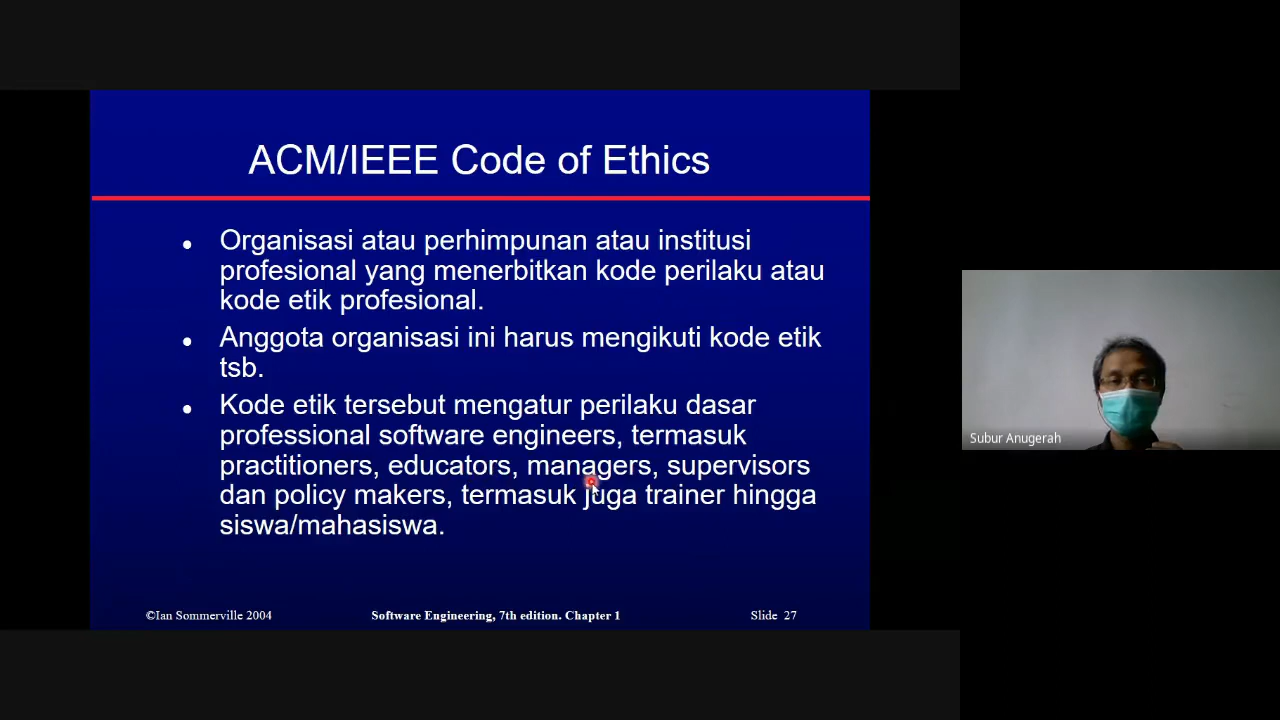 ACM/IEEE Code of Ethics
Organisasi atau perhimpunan atau institusi
profesional yang menerbitkan kode perilaku atau
kode etik profesional.
Anggota organisasi ini harus mengikuti kode etik
tsb.
Kode etik tersebut mengatur perilaku dasar
professional software engineers, termasuk
practitioners, educators, managers, supervisors
dan policy makers, termasuk juga trainer hingga
siswa/mahasiswa.
©Ian Sommerville 2004 Software Engineering, 7th edition. Chapter 1 Slide 27
Subur Anugerah